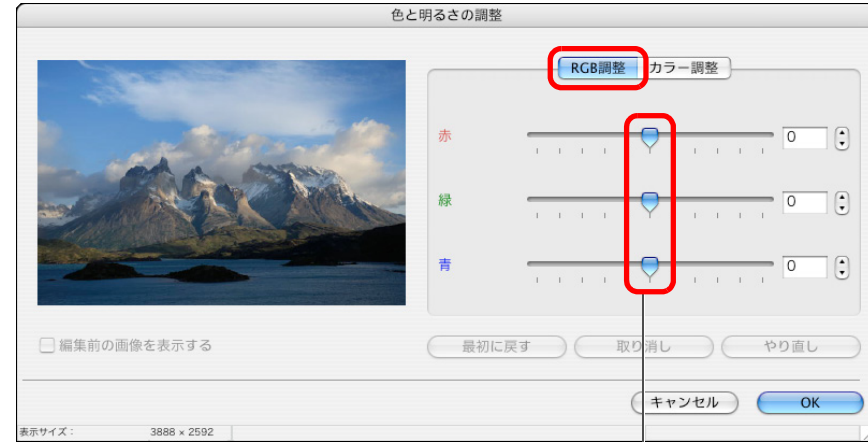 色と明るさの調整
RGB調整 カラー調整
赤 0
緑 0
青 0
編集前の画像を表示する
最初に戻す 取り消し やり直し
キャンセル OK
表示サイズ： 3888 × 2592